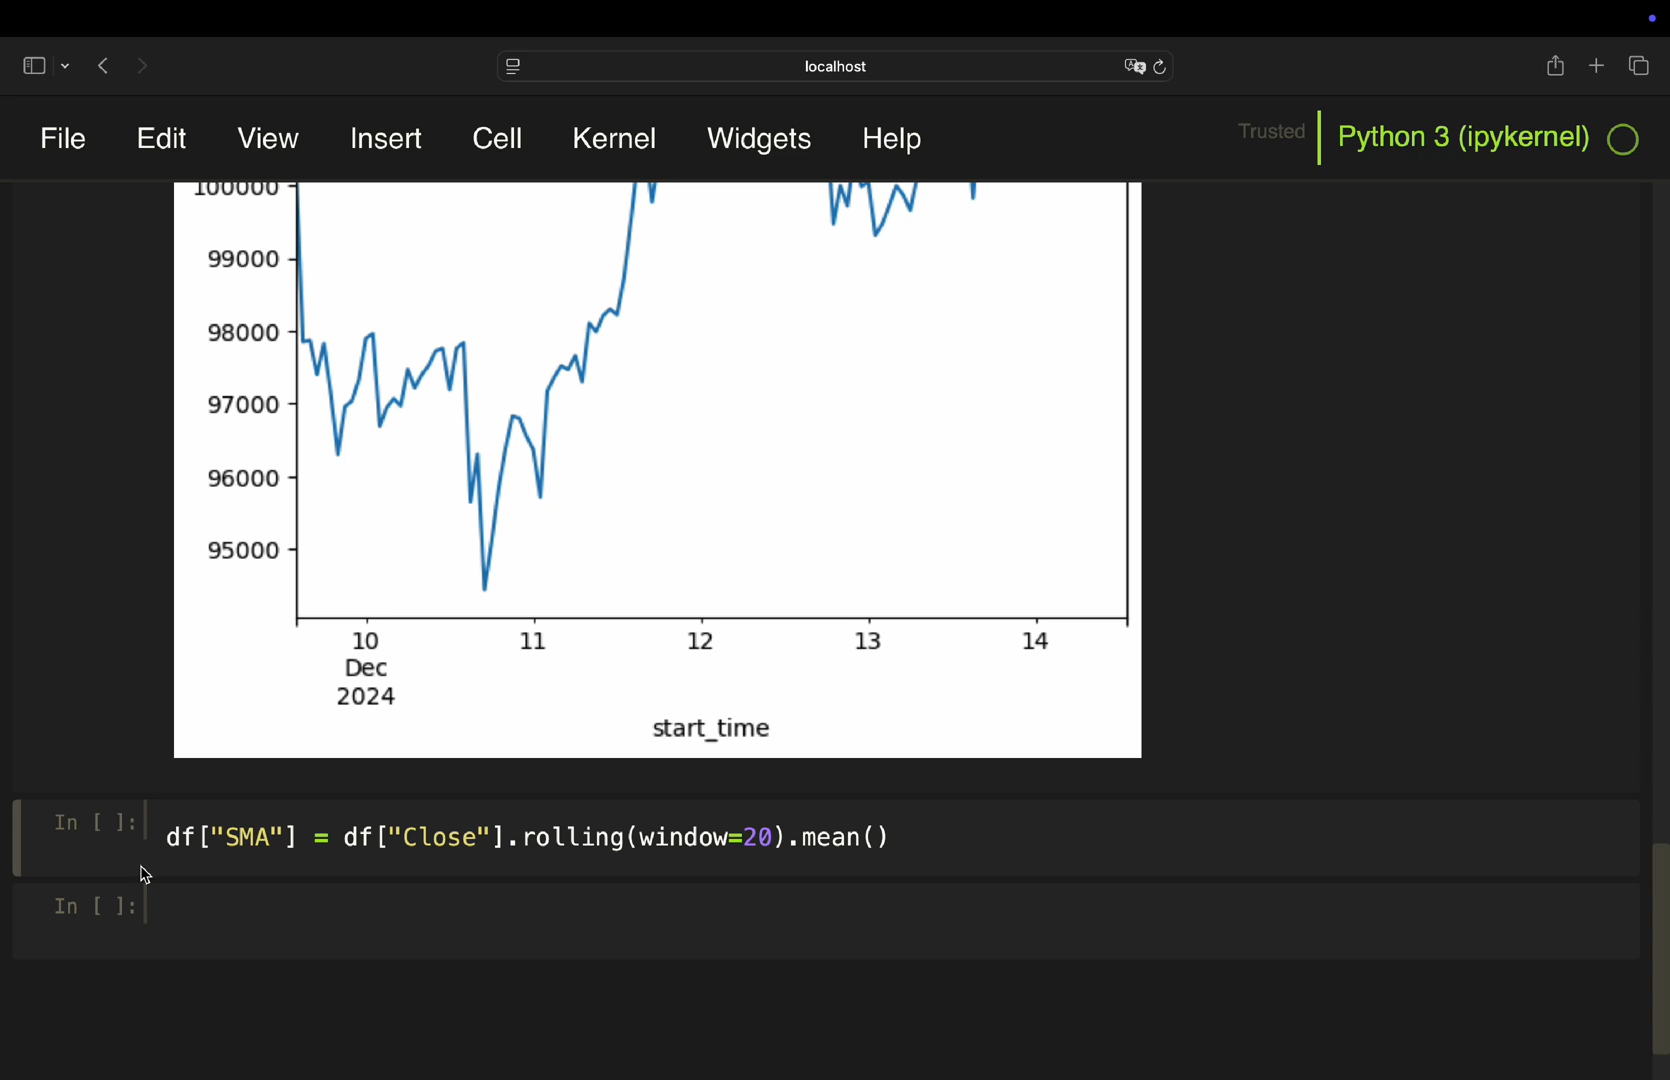 localhost
File Edit View Insert Cell Kernel Widgets Help Trusted Python 3 (ipykernel)
100000
99000
98000
97000
96000
95000
10 11 12 13 14
Dec
2024
start_time
In [ ]: df["SMA"] = df["Close"].rolling(window=20).mean()
In [ ]: